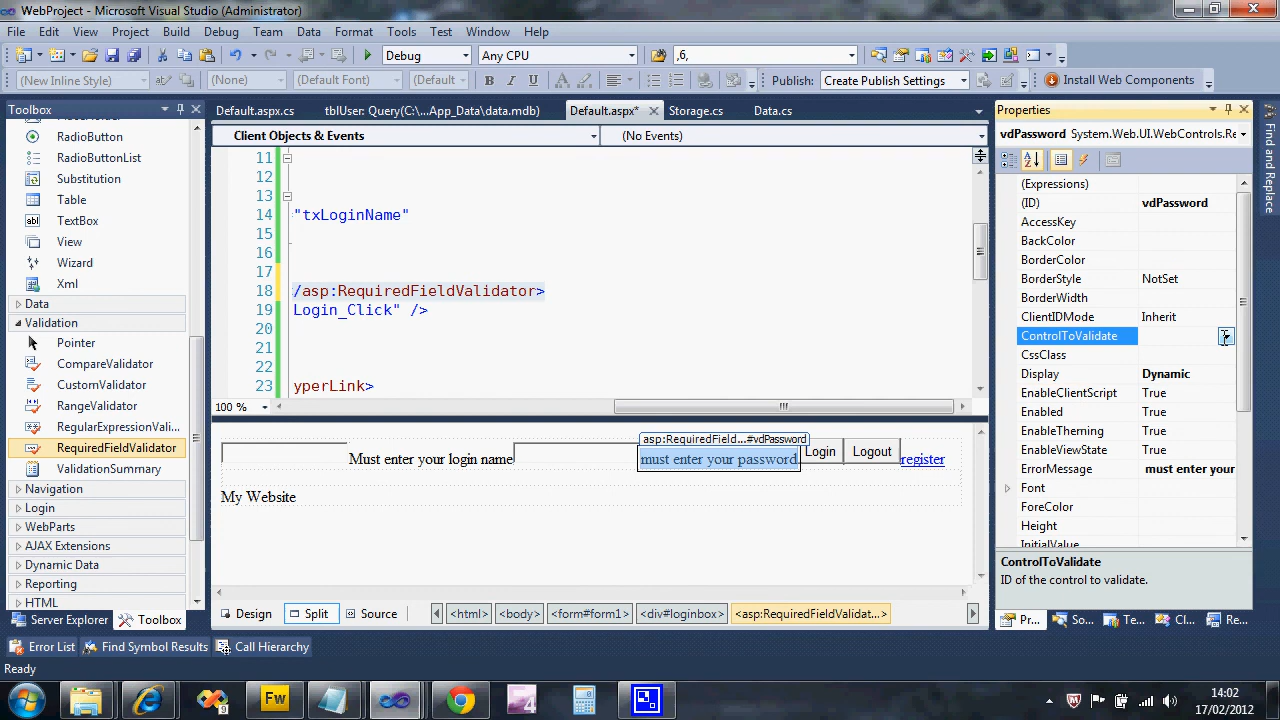 WebProject - Microsoft Visual Studio (Administrator)
File Edit View Project Build Debug Team Data Format Tools Test Window Help
Debug Any CPU ,6,
(New Inline Style) (None) (Default Font) (Default B I U A Publish: Create Publish Settings Install Web Components
Toolbox Default.aspx.cs tblUser: Query(C:\...App_Data\data.mdb) Default.aspx* Storage.cs Data.cs Properties
RadioButton
RadioButtonList
Substitution
Table
abl TextBox
View
Wizard
Xml
Data
Validation
Pointer
CompareValidator
CustomValidator
RangeValidator
RegularExpressionVali...
RequiredFieldValidator
ValidationSummary
Navigation
Login
WebParts
AJAX Extensions
Dynamic Data
Reporting
HTML
Server Explorer Toolbox
Client Objects & Events (No Events)
11
12
13
14 "txLoginName"
15
16
17
18 /asp:RequiredFieldValidator>
19 Login_Click" />
20
21
22
23 yperLink>
100 %
asp:RequiredField...#vdPassword
Must enter your login name must enter your password Login Logout register
My Website
Design Split Source <html> <body> <form#form1> <div#loginbox> <asp:RequiredFieldValidat...>
vdPassword System.Web.UI.WebControls.Re
(Expressions)
(ID) vdPassword
AccessKey
BackColor
BorderColor
BorderStyle NotSet
BorderWidth
ClientIDMode Inherit
ControlToValidate
CssClass
Display Dynamic
EnableClientScript True
Enabled True
EnableTheming True
EnableViewState True
ErrorMessage must enter your
Font
ForeColor
Height
InitialValue
ControlToValidate
ID of the control to validate.
Pr... So... Te... Cl... Re...
Find and Replace
Error List Find Symbol Results Call Hierarchy
Ready
Fw
4
14:02
17/02/2012